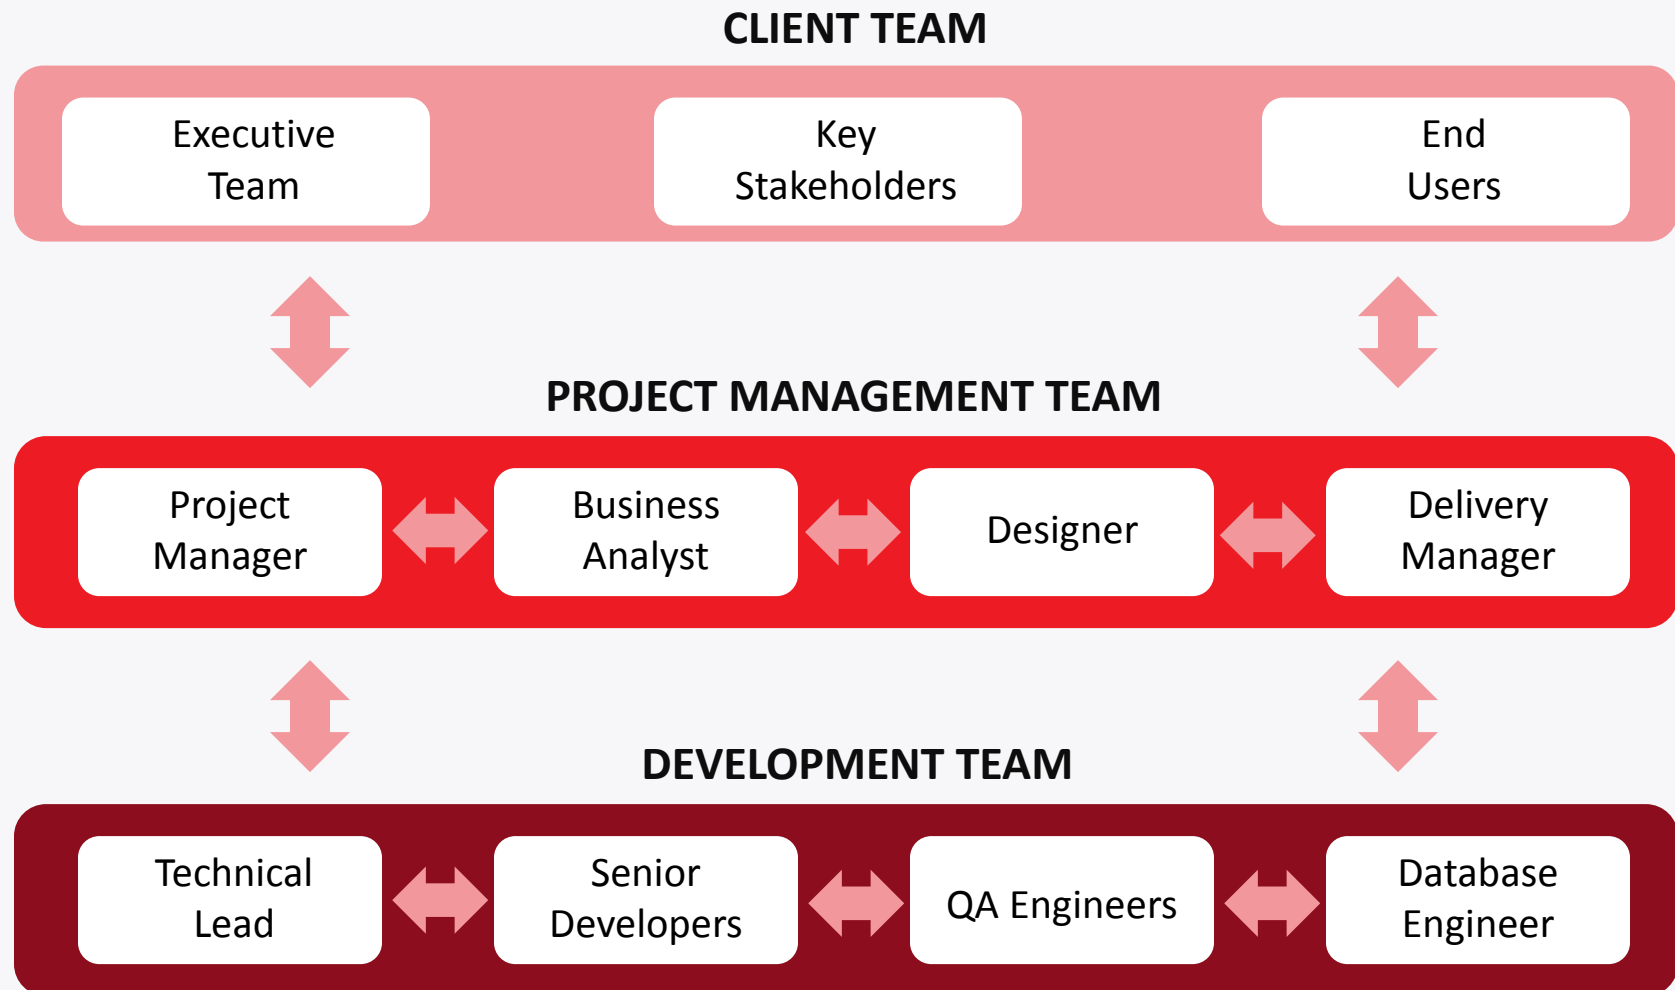 CLIENT TEAM
Executive
Team
Key
Stakeholders
End
Users
PROJECT MANAGEMENT TEAM
Project
Manager
Business
Analyst
Designer
Delivery
Manager
DEVELOPMENT TEAM
Technical
Lead
Senior
Developers
QA Engineers
Database
Engineer